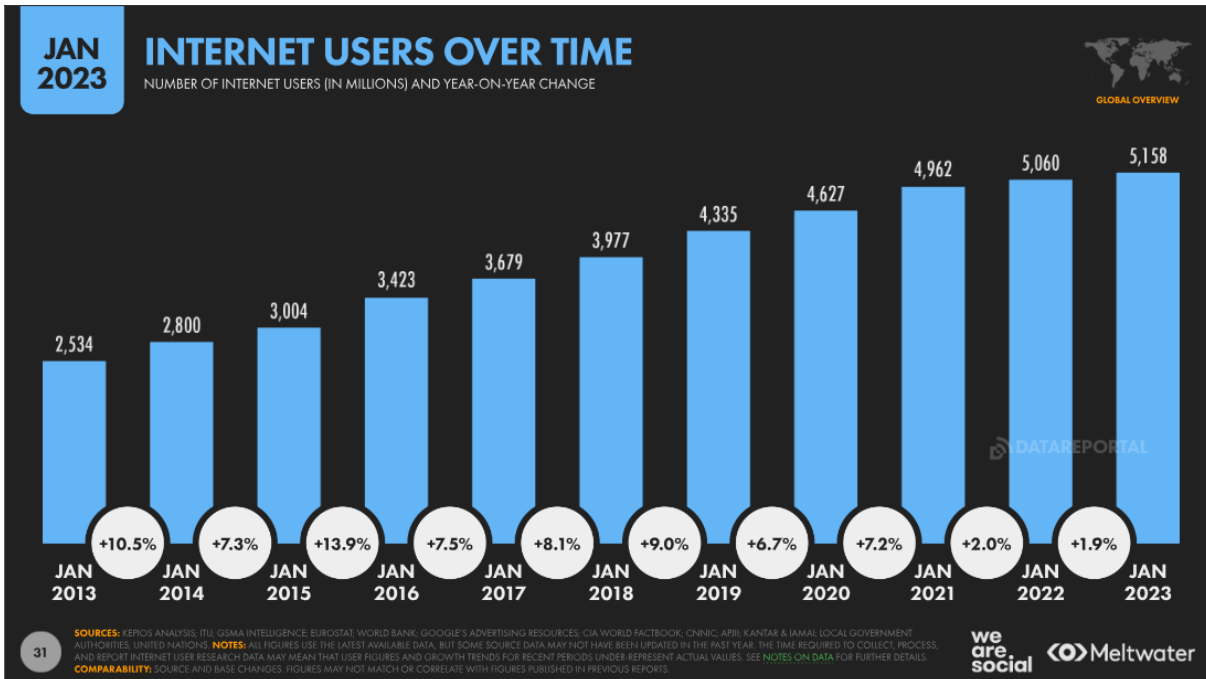 JAN
2023
INTERNET USERS OVER TIME
NUMBER OF INTERNET USERS (IN MILLIONS) AND YEAR-ON-YEAR CHANGE
GLOBAL OVERVIEW
2,534
2,800
3,004
3,423
3,679
3,977
4,335
4,627
4,962
5,060
5,158
DATAREPORTAL
+10.5%
+7.3%
+13.9%
+7.5%
+8.1%
+9.0%
+6.7%
+7.2%
+2.0%
+1.9%
JAN
2013
JAN
2014
JAN
2015
JAN
2016
JAN
2017
JAN
2018
JAN
2019
JAN
2020
JAN
2021
JAN
2022
JAN
2023
31
SOURCES: KEPIOS ANALYSIS; ITU; GSMA INTELLIGENCE; EUROSTAT; WORLD BANK; GOOGLE'S ADVERTISING RESOURCES; CIA WORLD FACTBOOK; CNNIC; APJII; KANTAR & IAMAI; LOCAL GOVERNMENT
AUTHORITIES; UNITED NATIONS. NOTES: ALL FIGURES USE THE LATEST AVAILABLE DATA, BUT SOME SOURCE DATA MAY NOT HAVE BEEN UPDATED IN THE PAST YEAR. THE TIME REQUIRED TO COLLECT, PROCESS,
AND REPORT INTERNET USER RESEARCH DATA MAY MEAN THAT USER FIGURES AND GROWTH TRENDS FOR RECENT PERIODS UNDER-REPRESENT ACTUAL VALUES. SEE NOTES ON DATA FOR FURTHER DETAILS.
COMPARABILITY: SOURCE AND BASE CHANGES. FIGURES MAY NOT MATCH OR CORRELATE WITH FIGURES PUBLISHED IN PREVIOUS REPORTS.
we
are
social
Meltwater